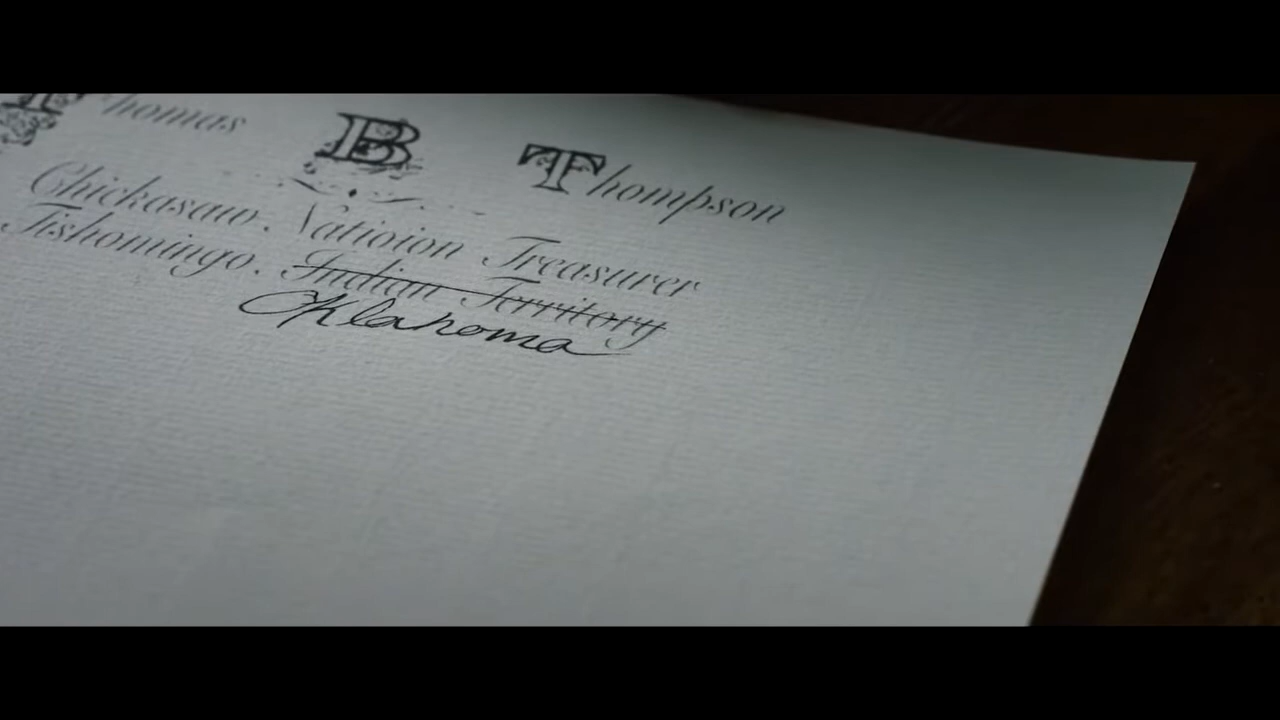 Thomas B Thompson
Chickasaw Natioion Treasurer
Tishomingo. Indian Territory
Oklahoma